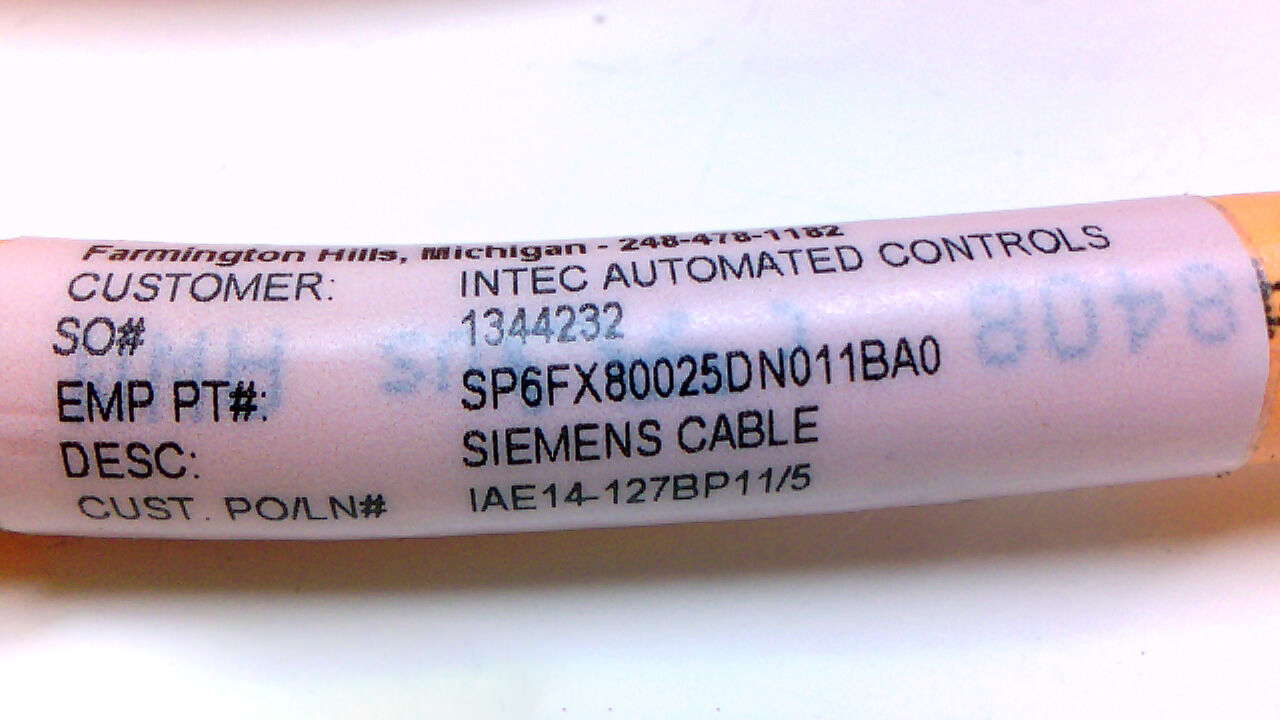 Farmington Hills, Michigan - 248-478-1182
CUSTOMER: INTEC AUTOMATED CONTROLS
SO# 1344232
EMP PT#: SP6FX80025DN011BA0
DESC: SIEMENS CABLE
CUST. PO/LN# IAE14-127BP11/5
8408